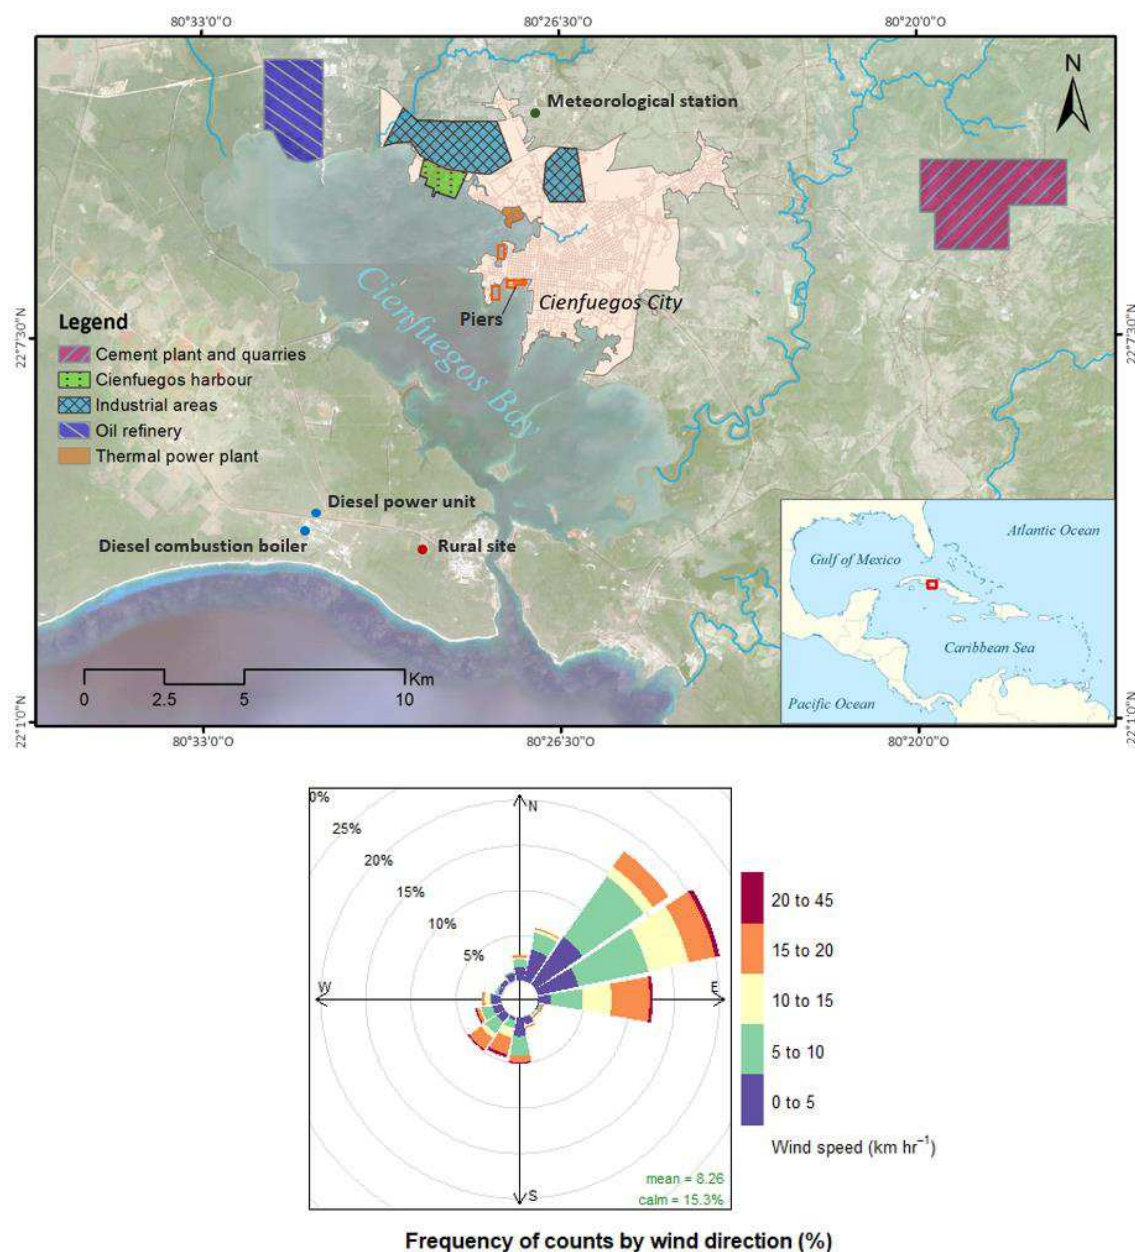 80°33'0"O 80°26'30"O 80°20'0"O
N
Meteorological station
Cienfuegos City
Piers
Cienfuegos Bay
22°7'30"N 22°7'30"N
Legend
Cement plant and quarries
Cienfuegos harbour
Industrial areas
Oil refinery
Thermal power plant
Diesel power unit
Diesel combustion boiler
Rural site
Atlantic Ocean
Gulf of Mexico
Caribbean Sea
Pacific Ocean
Km
0 2.5 5 10
22°1'0"N 22°1'0"N
80°33'0"O 80°26'30"O 80°20'0"O
0%
25%
20%
15%
10%
5%
N
W
E
S
mean = 8.26
calm = 15.3%
20 to 45
15 to 20
10 to 15
5 to 10
0 to 5
Wind speed (km hr⁻¹)
Frequency of counts by wind direction (%)